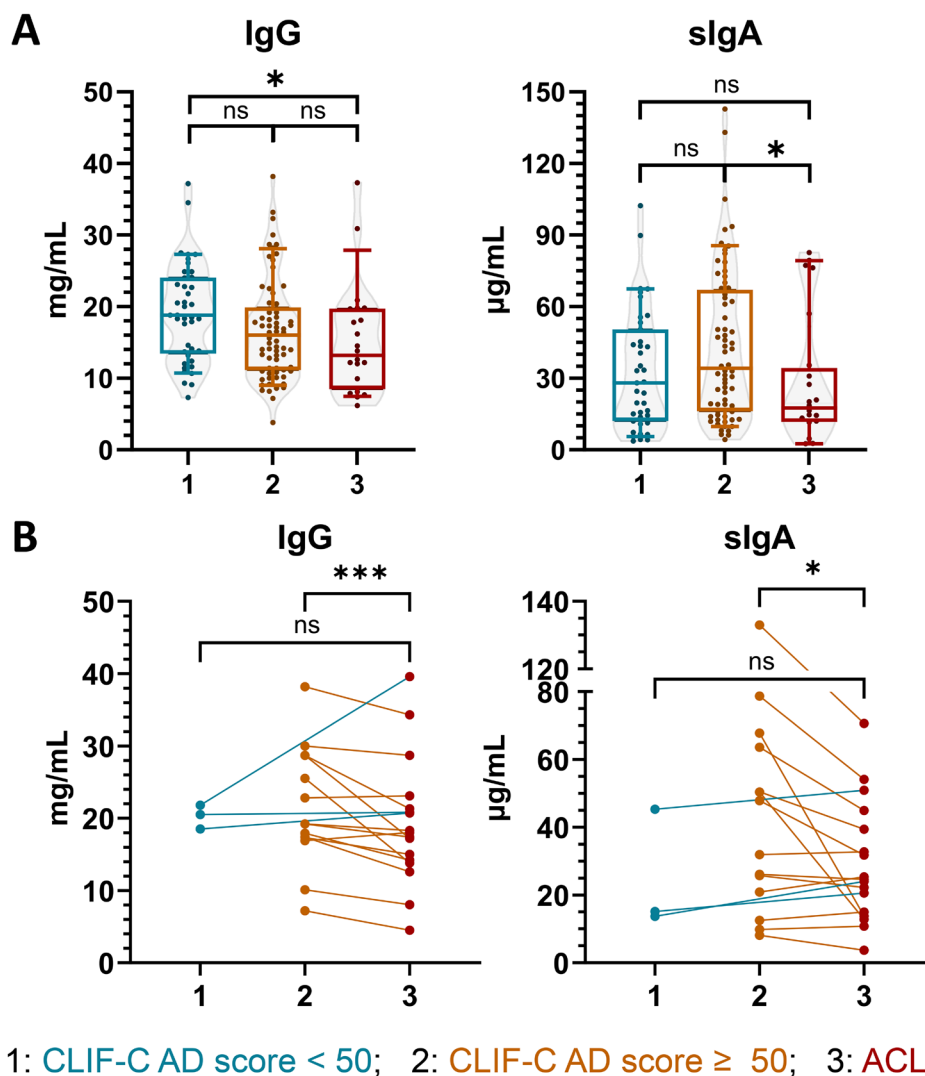 A
IgG
sIgA
*
ns
ns
ns
ns
*
mg/mL
50
40
30
20
10
0
1
2
3
µg/mL
150
120
90
60
30
0
1
2
3
B
IgG
sIgA
***
ns
*
ns
mg/mL
50
40
30
20
10
0
1
2
3
µg/mL
140
120
80
60
40
20
0
1
2
3
1: CLIF-C AD score < 50; 2: CLIF-C AD score ≥ 50; 3: ACL